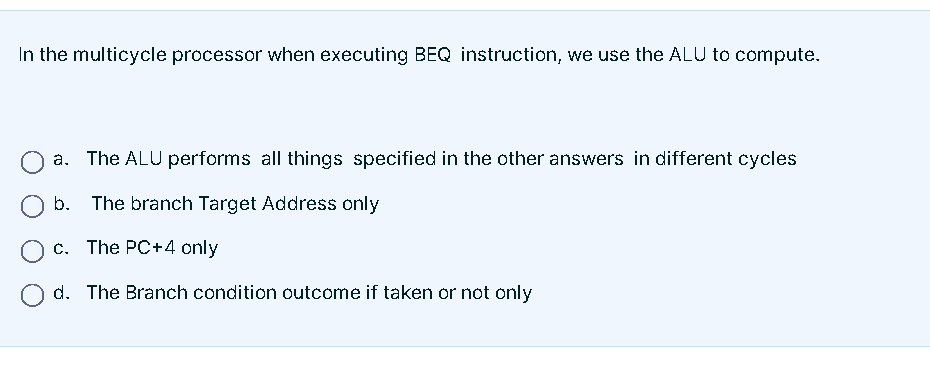 In the multicycle processor when executing BEQ instruction, we use the ALU to compute.
a. The ALU performs all things specified in the other answers in different cycles
b. The branch Target Address only
c. The PC+4 only
d. The Branch condition outcome if taken or not only